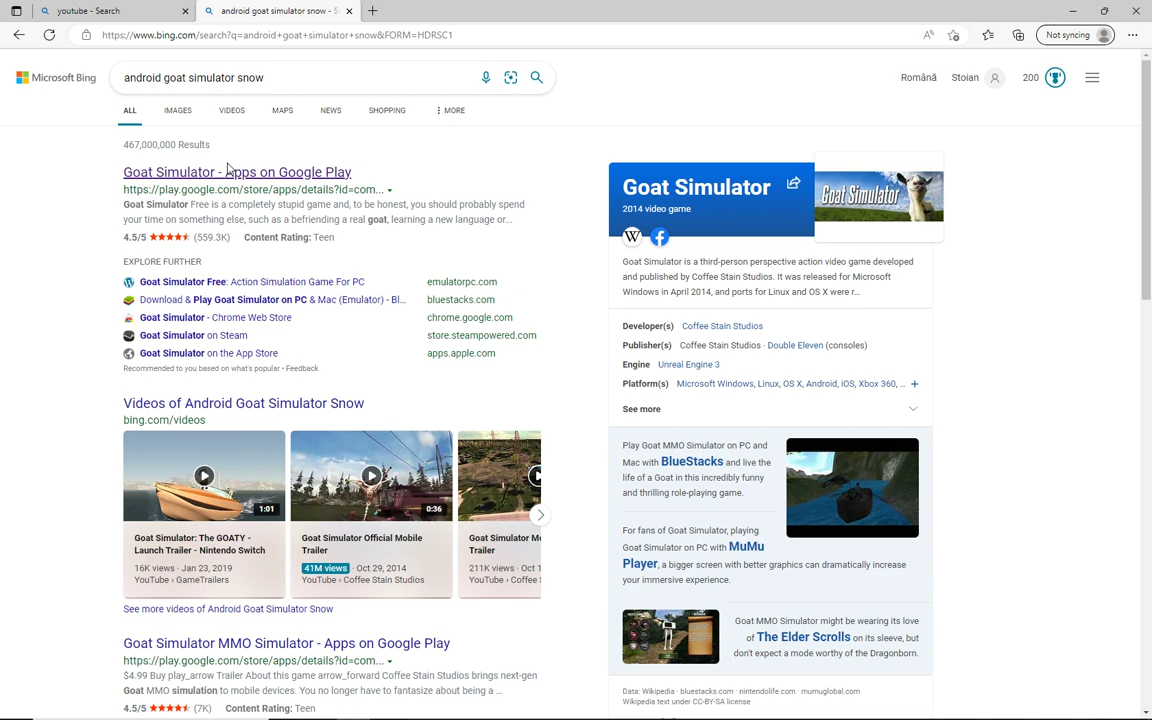 youtube - Search
android goat simulator snow - S
https://www.bing.com/search?q=android+goat+simulator+snow&FORM=HDRSC1
Not syncing
Microsoft Bing
android goat simulator snow
Română
Stoian
200
ALL
IMAGES
VIDEOS
MAPS
NEWS
SHOPPING
MORE
467,000,000 Results
Goat Simulator - Apps on Google Play
https://play.google.com/store/apps/details?id=com...
Goat Simulator Free is a completely stupid game and, to be honest, you should probably spend
your time on something else, such as a befriending a real goat, learning a new language or...
4.5/5 (559.3K) Content Rating: Teen
EXPLORE FURTHER
Goat Simulator Free: Action Simulation Game For PC emulatorpc.com
Download & Play Goat Simulator on PC & Mac (Emulator) - Bl... bluestacks.com
Goat Simulator - Chrome Web Store chrome.google.com
Goat Simulator on Steam store.steampowered.com
Goat Simulator on the App Store apps.apple.com
Recommended to you based on what's popular • Feedback
Videos of Android Goat Simulator Snow
bing.com/videos
1:01
0:36
Goat Simulator: The GOATY -
Launch Trailer - Nintendo Switch
16K views · Jan 23, 2019
YouTube › GameTrailers
Goat Simulator Official Mobile
Trailer
41M views · Oct 29, 2014
YouTube › Coffee Stain Studios
Goat Simulator M
Trailer
211K views · Oct 1
YouTube › Coffee S
See more videos of Android Goat Simulator Snow
Goat Simulator MMO Simulator - Apps on Google Play
https://play.google.com/store/apps/details?id=com...
$4.99 Buy play_arrow Trailer About this game arrow_forward Coffee Stain Studios brings next-gen
Goat MMO simulation to mobile devices. You no longer have to fantasize about being a ...
4.5/5 (7K) Content Rating: Teen
Goat Simulator
2014 video game
Goat Simulator
W
Goat Simulator is a third-person perspective action video game developed
and published by Coffee Stain Studios. It was released for Microsoft
Windows in April 2014, and ports for Linux and OS X were r...
Developer(s) Coffee Stain Studios
Publisher(s) Coffee Stain Studios · Double Eleven (consoles)
Engine Unreal Engine 3
Platform(s) Microsoft Windows, Linux, OS X, Android, iOS, Xbox 360, ...
See more
Play Goat MMO Simulator on PC and
Mac with BlueStacks and live the
life of a Goat in this incredibly funny
and thrilling role-playing game.
For fans of Goat Simulator, playing
Goat Simulator on PC with MuMu
Player, a bigger screen with better graphics can dramatically increase
your immersive experience.
Goat MMO Simulator might be wearing its love
of The Elder Scrolls on its sleeve, but
don't expect a mode worthy of the Dragonborn.
Data: Wikipedia · bluestacks.com · nintendolife.com · mumuglobal.com
Wikipedia text under CC-BY-SA license